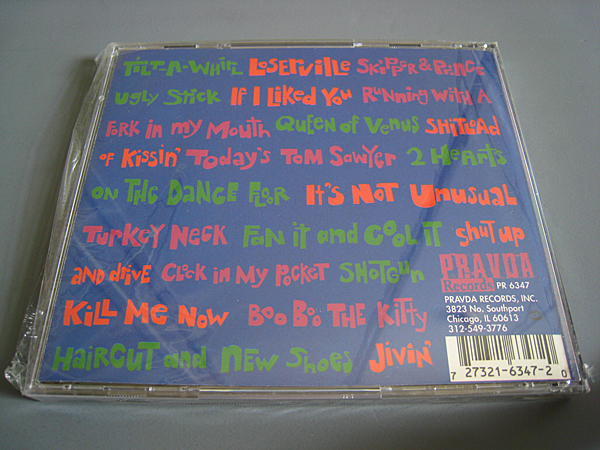 TiLT-A-WHiRL LOSERViLLE SKiPPER & PRiNCE
UGLY STiCK iF I LiKED YOU RUNNiNG WiTH A
FORK in MY MOUTH QUEEN OF VENUS SHiTLOAD
OF KiSSiN' TODAY'S TOM SAWYER 2 HEARTS
ON THE DANCE FLOOR IT'S NOT UNUSUAL
TURKEY NECK FAN iT and COOL iT SHUT UP
AND DRiVE CLOCK iN MY POCKET SHOTGUN
KiLL ME NOW BOO BOO THE KiTTY
HAiRCUT and NEW SHOES JiViN'
PRAVDA
Records PR 6347
PRAVDA RECORDS, INC.
3823 No. Southport
Chicago, IL 60613
312-549-3776
7 27321-6347-2 0